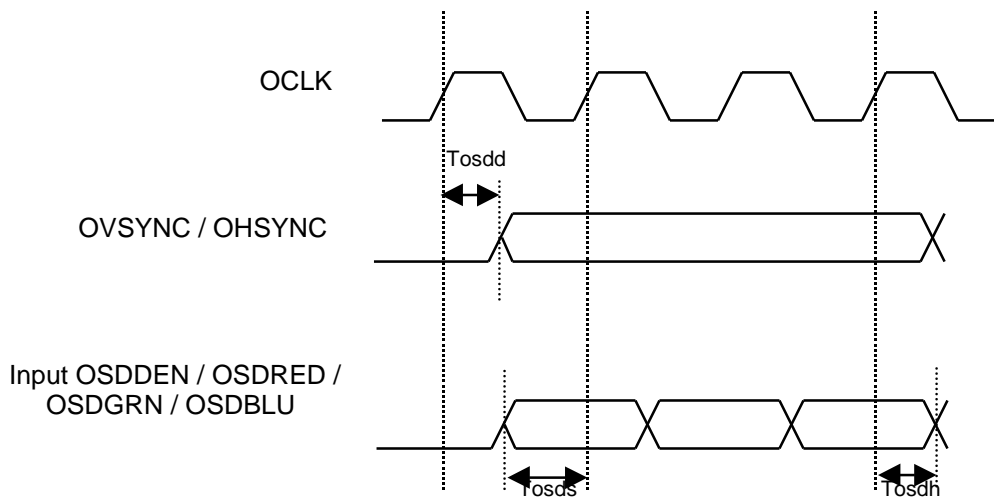 OCLK
Tosdd
OVSYNC / OHSYNC
Input OSDDEN / OSDRED /
OSDGRN / OSDBLU
Tosds
Tosdh